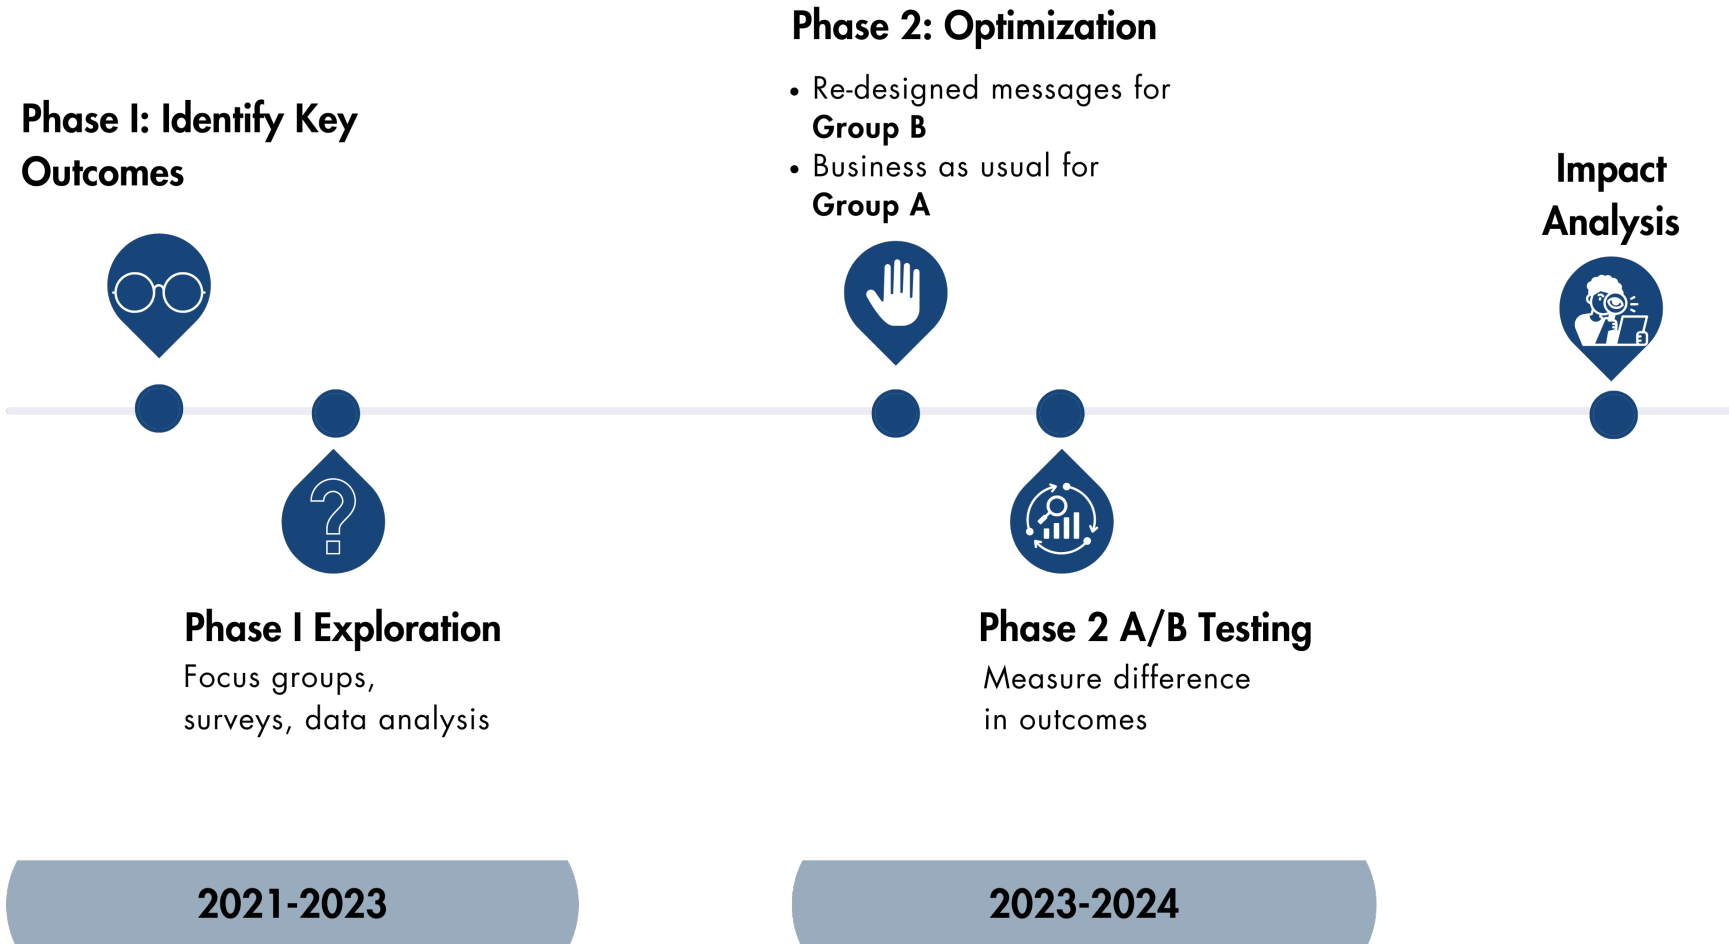 Phase I: Identify Key
Outcomes
Phase I Exploration
Focus groups,
surveys, data analysis
2021-2023
Phase 2: Optimization
• Re-designed messages for
Group B
• Business as usual for
Group A
Phase 2 A/B Testing
Measure difference
in outcomes
2023-2024
Impact
Analysis